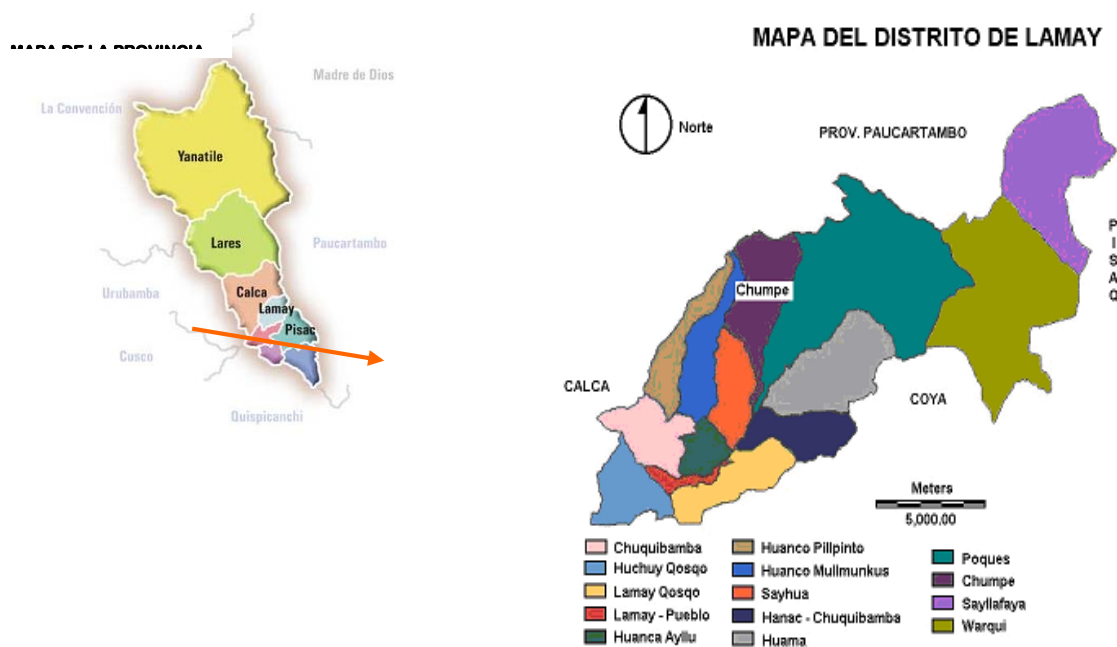 MAPA DE LA PROVINCIA
Madre de Dios
La Convención
Yanatile
Lares
Paucartambo
Calca
Urubamba
Lamay
Pisac
Cusco
Quispicanchi
MAPA DEL DISTRITO DE LAMAY
Norte
PROV. PAUCARTAMBO
PISAQ
Chumpe
CALCA
COYA
Meters
5,000.00
Chuquibamba
Huchuy Qosqo
Lamay Qosqo
Lamay - Pueblo
Huanca Ayllu
Huanco Pillpinto
Huanco Mullmunkus
Sayhua
Hanac - Chuquibamba
Huama
Poques
Chumpe
Sayllafaya
Warqui